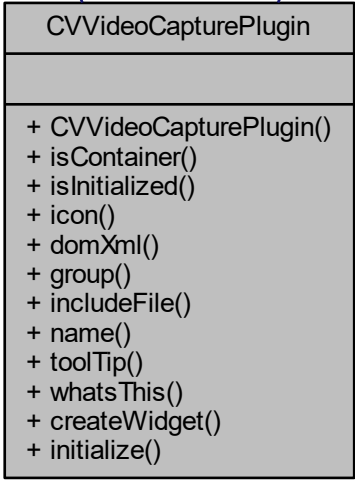 CVVideoCapturePlugin
+ CVVideoCapturePlugin()
+ isContainer()
+ isInitialized()
+ icon()
+ domXml()
+ group()
+ includeFile()
+ name()
+ toolTip()
+ whatsThis()
+ createWidget()
+ initialize()